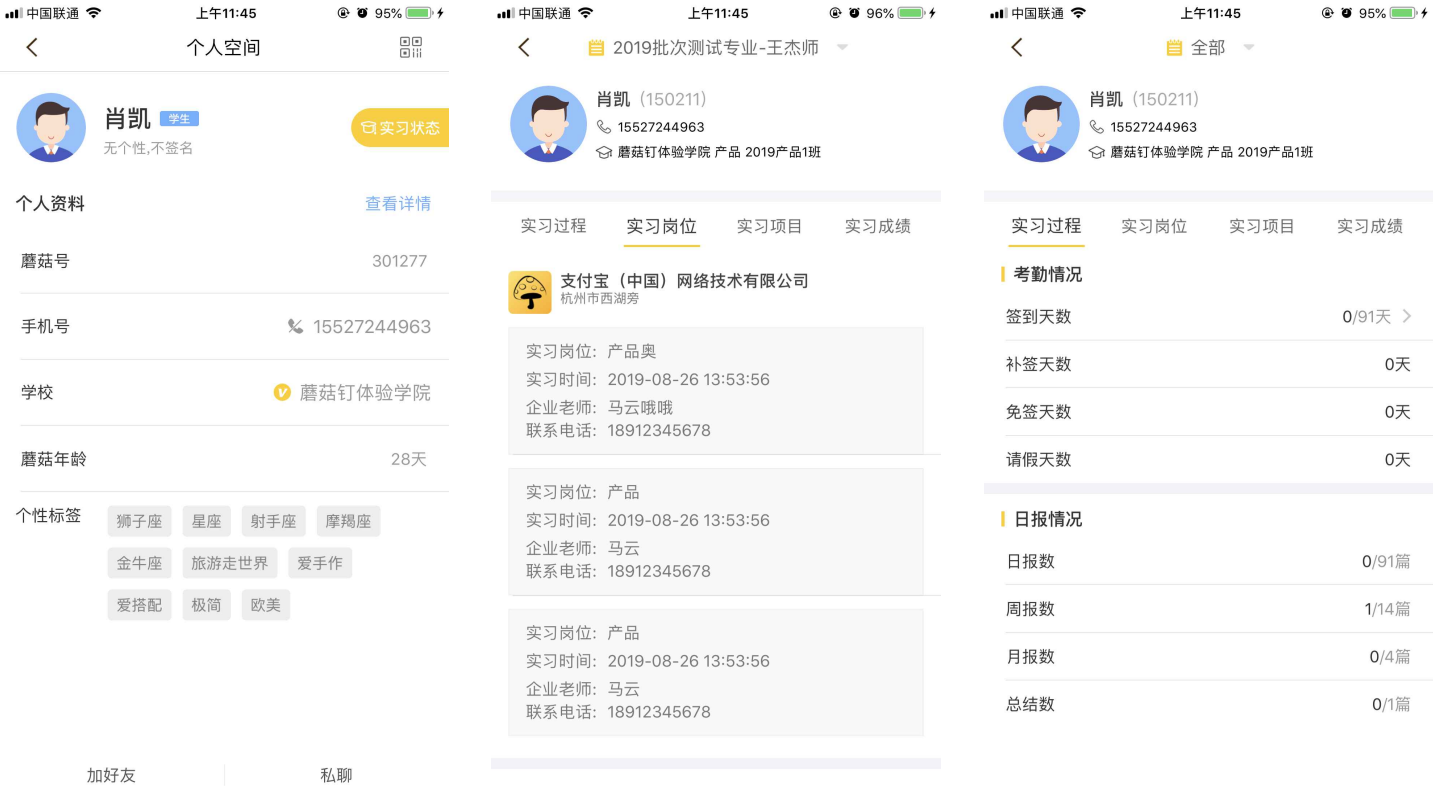 中国联通 上午11:45 95%
个人空间
肖凯 学生
无个性,不签名
实习状态
个人资料 查看详情
蘑菇号 301277
手机号 15527244963
学校 蘑菇钉体验学院
蘑菇年龄 28天
个性标签 狮子座 星座 射手座 摩羯座
金牛座 旅游走世界 爱手作
爱搭配 极简 欧美
加好友 私聊
中国联通 上午11:45 96%
2019批次测试专业-王杰师
肖凯（150211）
15527244963
蘑菇钉体验学院 产品 2019产品1班
实习过程 实习岗位 实习项目 实习成绩
支付宝（中国）网络技术有限公司
杭州市西湖旁
实习岗位: 产品奥
实习时间: 2019-08-26 13:53:56
企业老师: 马云哦哦
联系电话: 18912345678
实习岗位: 产品
实习时间: 2019-08-26 13:53:56
企业老师: 马云
联系电话: 18912345678
实习岗位: 产品
实习时间: 2019-08-26 13:53:56
企业老师: 马云
联系电话: 18912345678
中国联通 上午11:45 95%
全部
肖凯（150211）
15527244963
蘑菇钉体验学院 产品 2019产品1班
实习过程 实习岗位 实习项目 实习成绩
考勤情况
签到天数 0/91天
补签天数 0天
免签天数 0天
请假天数 0天
日报情况
日报数 0/91篇
周报数 1/14篇
月报数 0/4篇
总结数 0/1篇